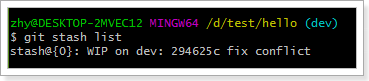 zhy@DESKTOP-2MVEC12 MINGW64 /d/test/hello (dev)
$ git stash list
stash@{0}: WIP on dev: 294625c fix conflict